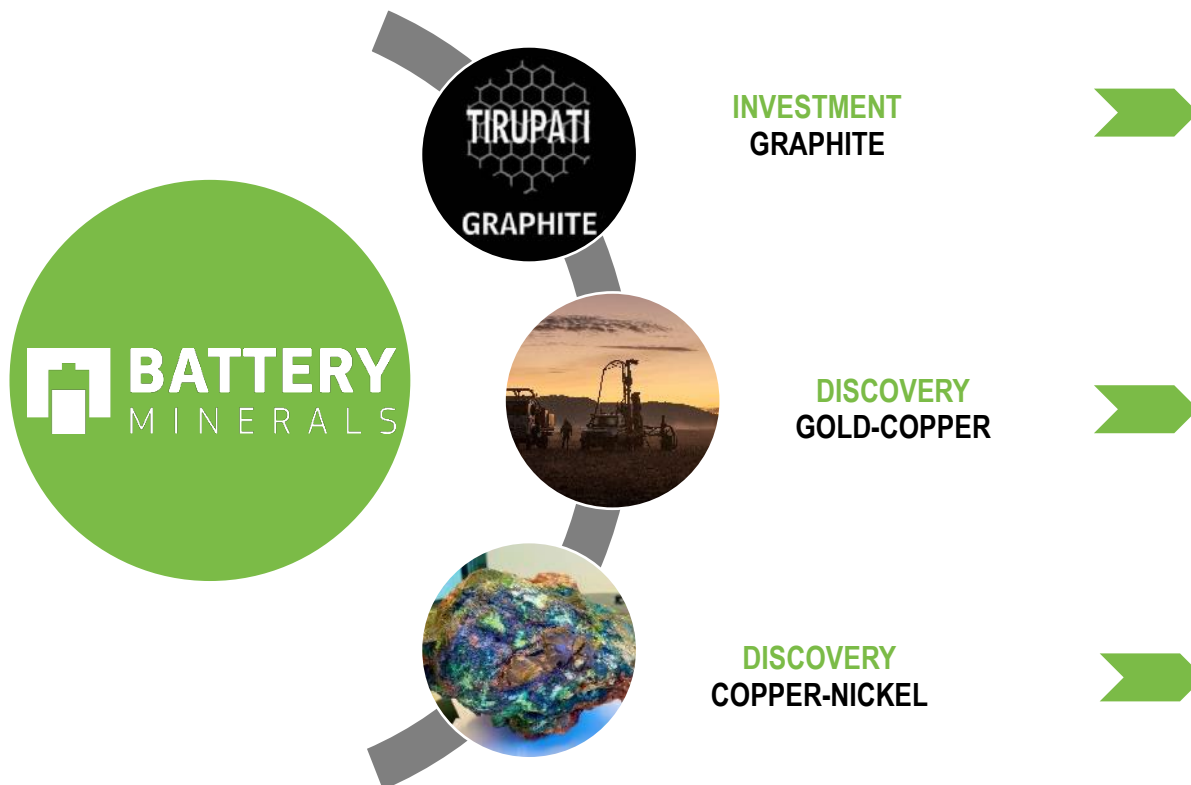 BATTERY
MINERALS
TIRUPATI
GRAPHITE
INVESTMENT
GRAPHITE
DISCOVERY
GOLD-COPPER
DISCOVERY
COPPER-NICKEL